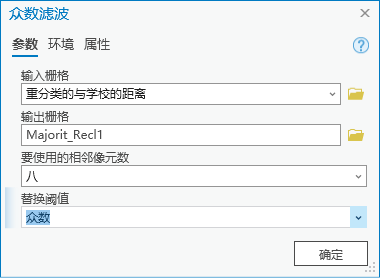 众数滤波
参数 环境 属性
输入栅格
重分类的与学校的距离
输出栅格
Majorit_Recl1
要使用的相邻像元数
八
替换阈值
众数
确定